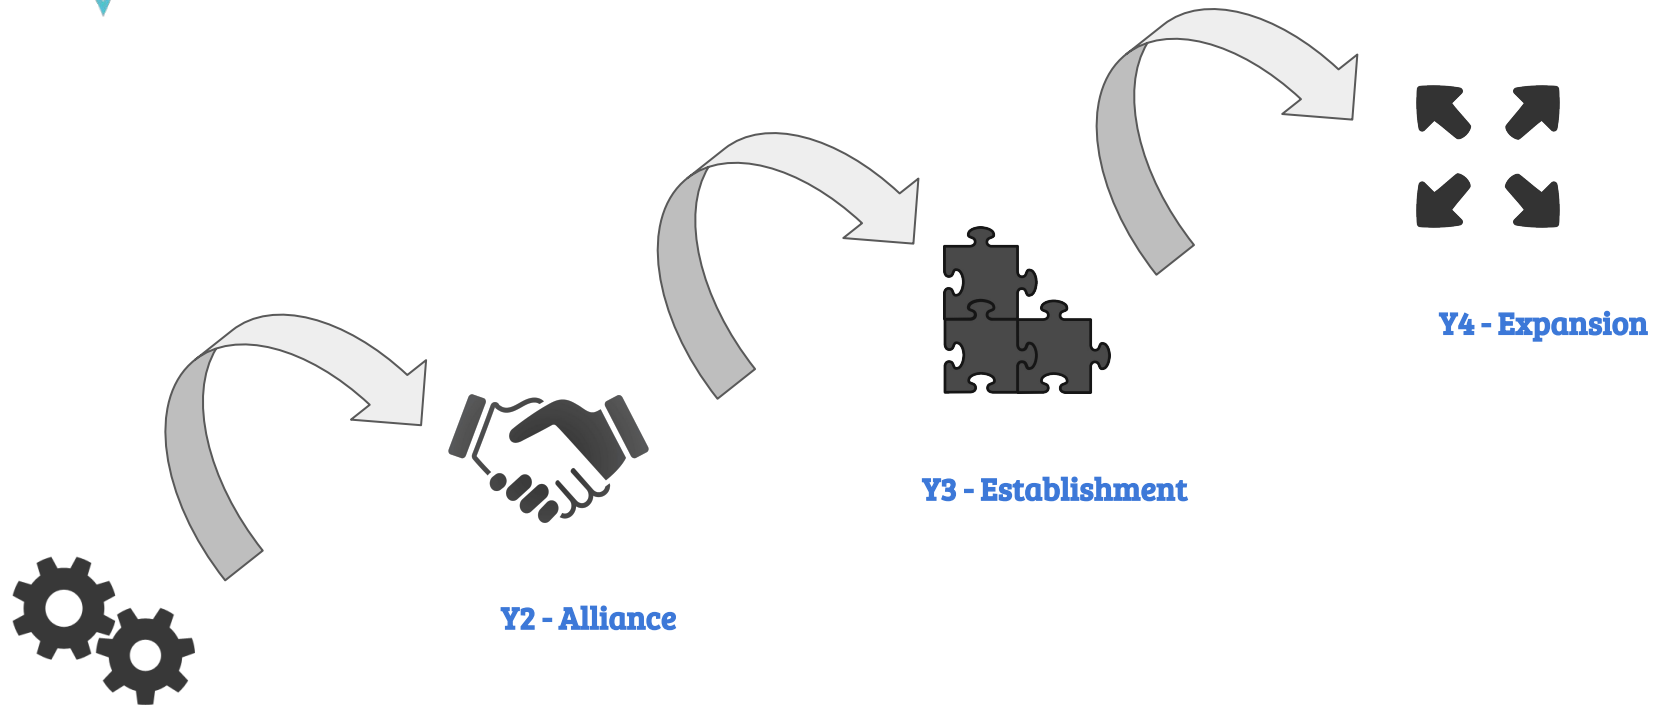 Y4 - Expansion
Y3 - Establishment
Y2 - Alliance